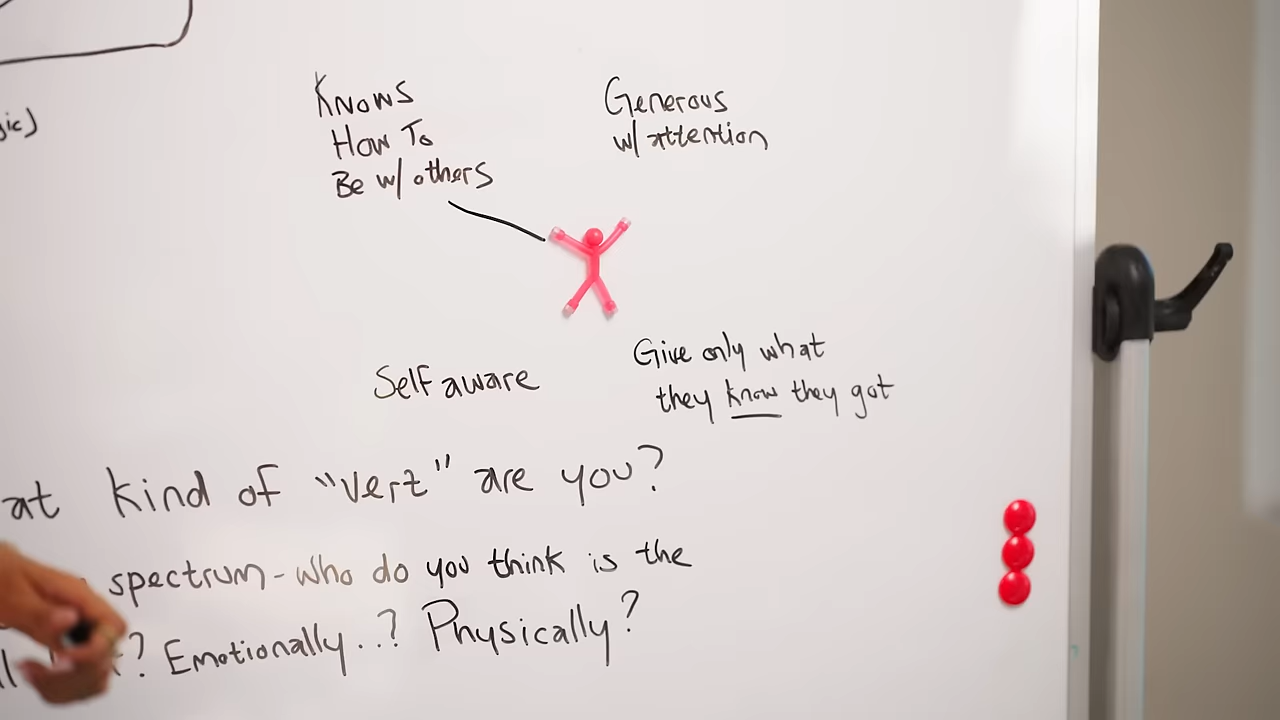 Knows
How To
Be w/ others
Generous
w/ attention
Self aware
Give only what
they know they got
at kind of "vert" are you?
spectrum - who do you think is the
? Emotionally..? Physically?